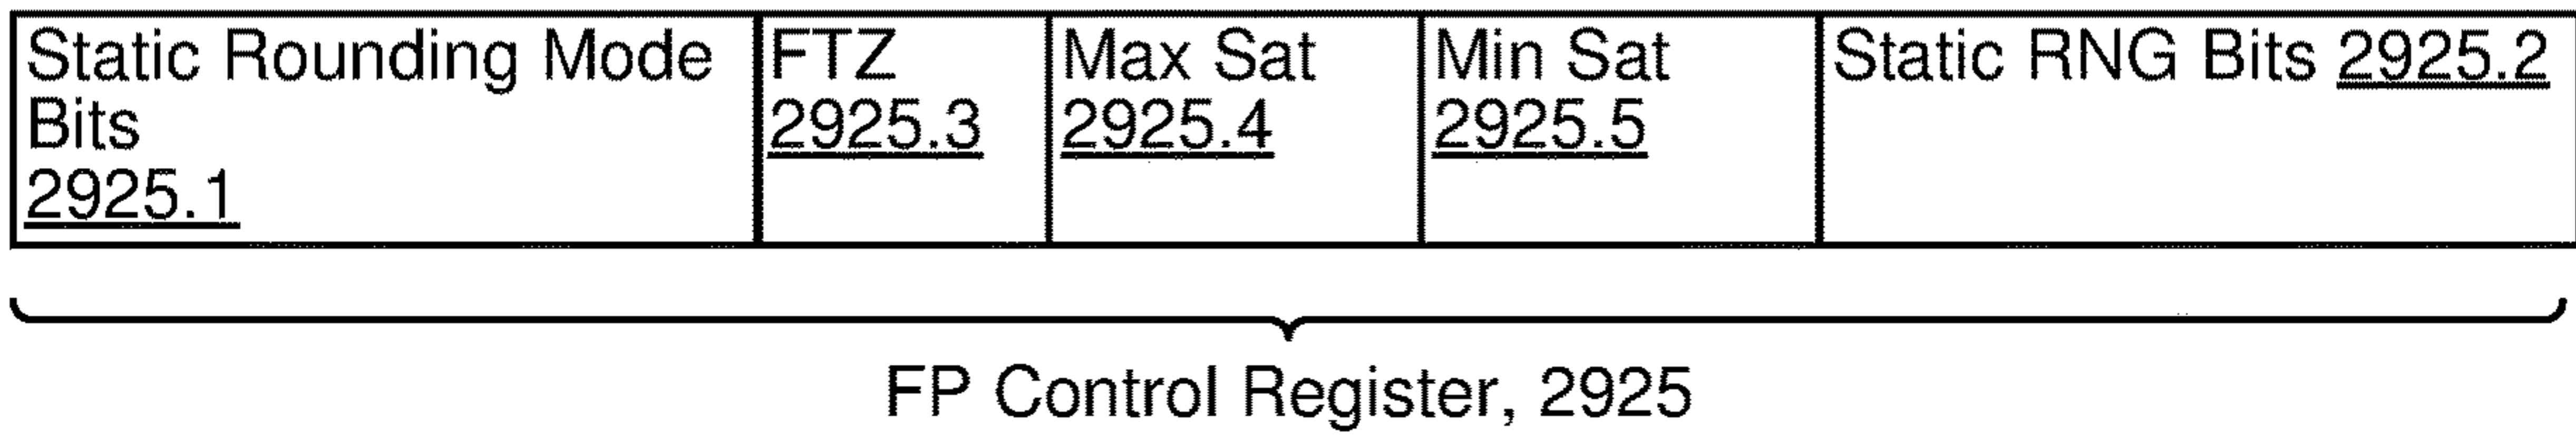 Static Rounding Mode
Bits
2925.1
FTZ
2925.3
Max Sat
2925.4
Min Sat
2925.5
Static RNG Bits 2925.2
FP Control Register, 2925